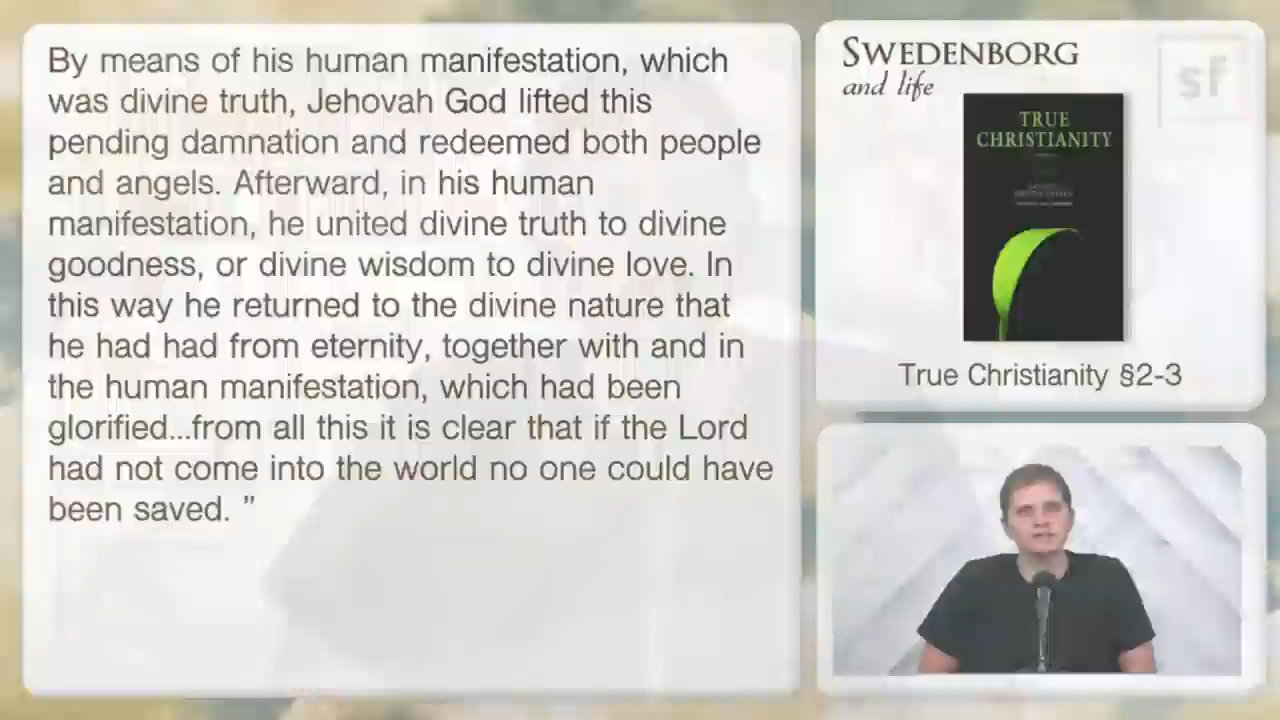 By means of his human manifestation, which
was divine truth, Jehovah God lifted this
pending damnation and redeemed both people
and angels. Afterward, in his human
manifestation, he united divine truth to divine
goodness, or divine wisdom to divine love. In
this way he returned to the divine nature that
he had had from eternity, together with and in
the human manifestation, which had been
glorified...from all this it is clear that if the Lord
had not come into the world no one could have
been saved. ”
SWEDENBORG
and life
sf
TRUE
CHRISTIANITY
True Christianity §2-3